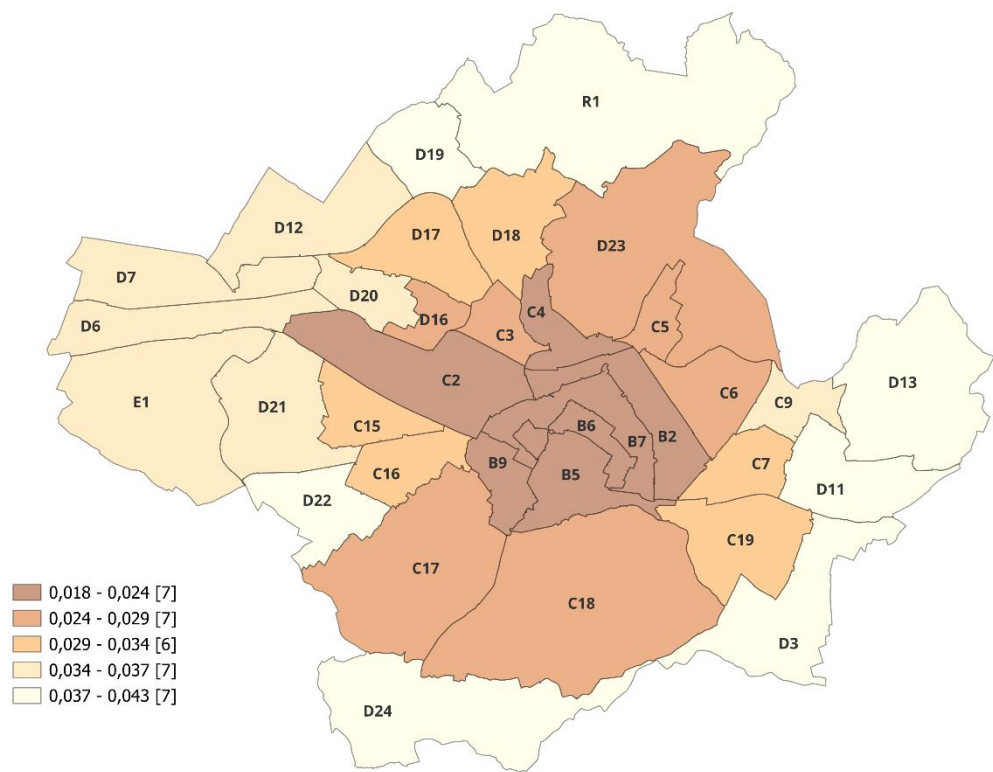 R1
D19
D12
D17
D18
D23
D7
D20
D6
D16
C3
C4
C5
C2
C6
D13
E1
D21
C15
C9
B6
B7
B2
C16
B9
B5
C7
D11
D22
C17
C19
C18
D3
D24
0,018 - 0,024 [7]
0,024 - 0,029 [7]
0,029 - 0,034 [6]
0,034 - 0,037 [7]
0,037 - 0,043 [7]